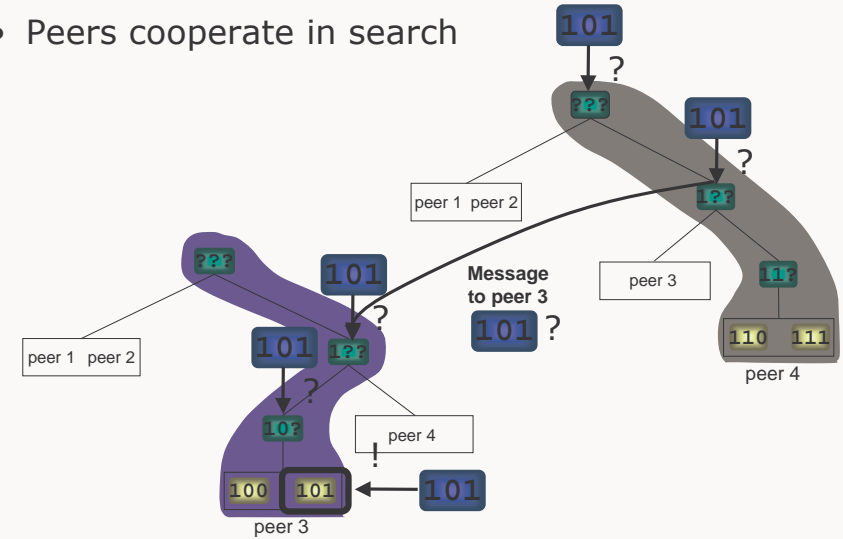 • Peers cooperate in search
101
?
???
101
?
peer 1 peer 2
1??
???
101
Message
to peer 3
peer 3
11?
?
101
?
peer 1 peer 2
101
1??
110 111
?
peer 4
10?
peer 4
!
100 101
101
peer 3